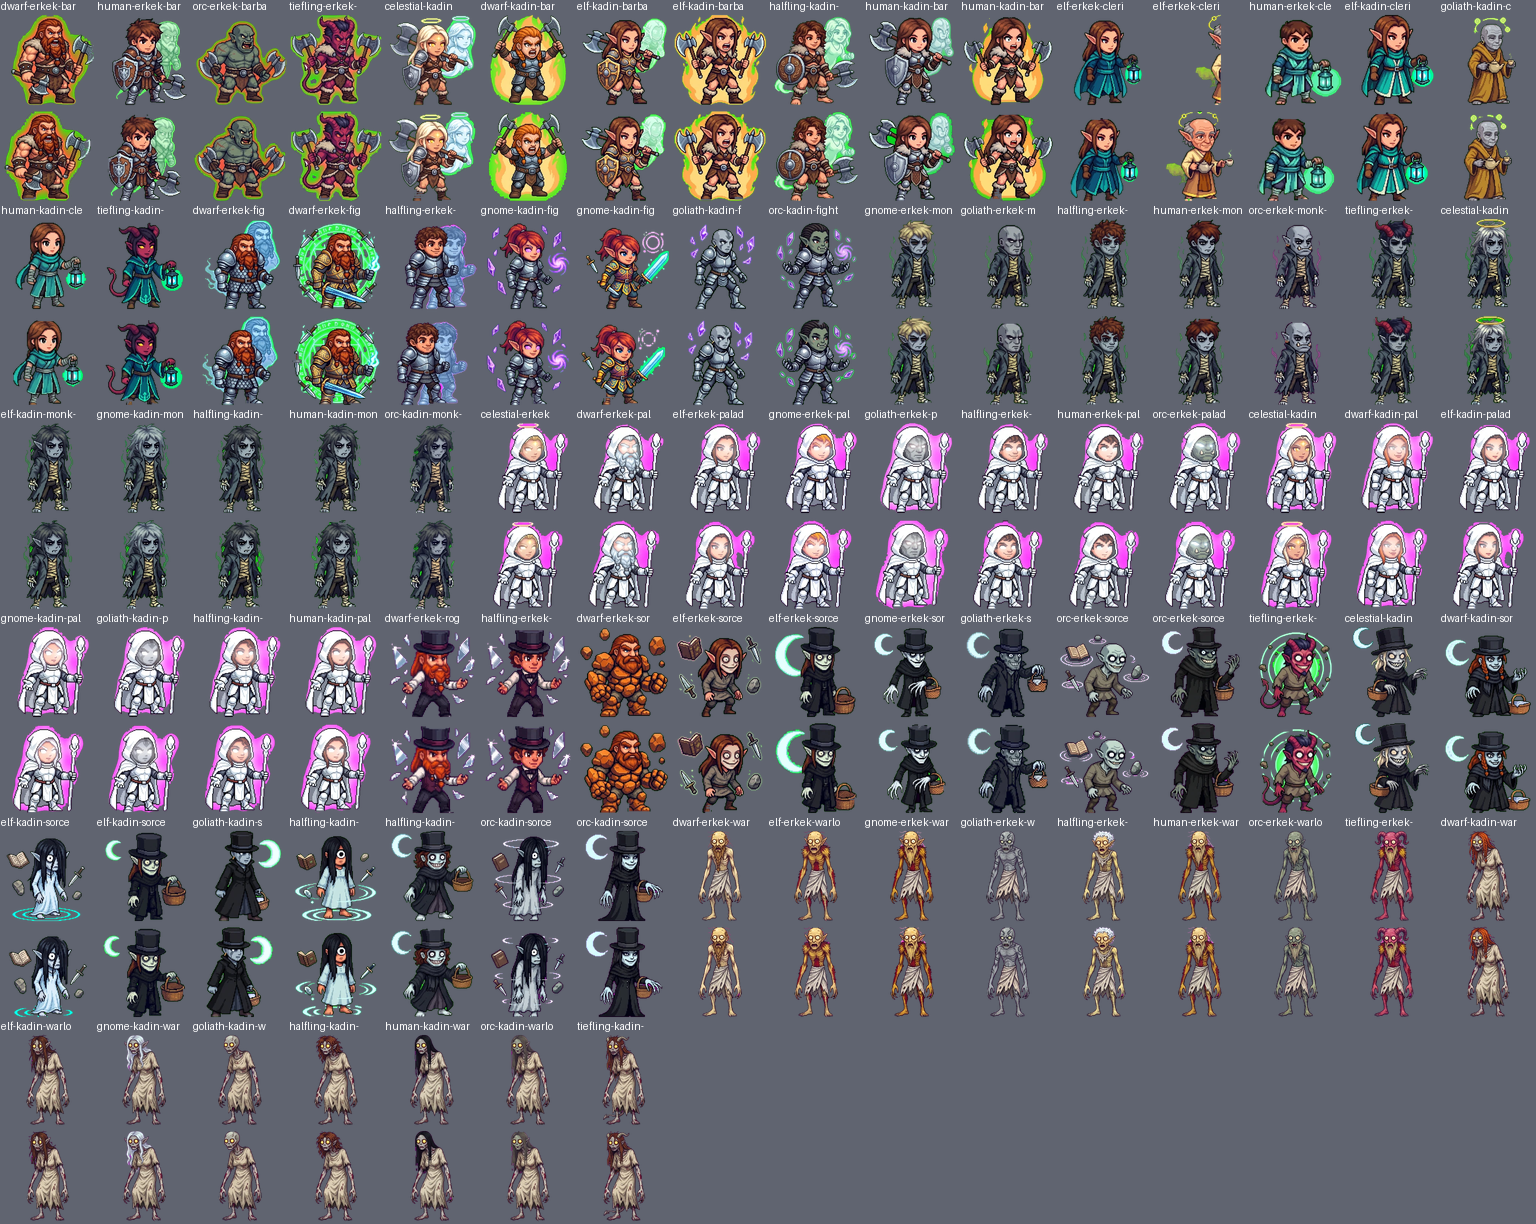 dwarf-erkek-bar human-erkek-bar orc-erkek-barba tiefling-erkek- celestial-kadin dwarf-kadin-bar elf-kadin-barba elf-kadin-barba halfling-kadin- human-kadin-bar human-kadin-bar elf-erkek-cleri elf-erkek-cleri human-erkek-cle elf-kadin-cleri goliath-kadin-c
human-kadin-cle tiefling-kadin- dwarf-erkek-fig dwarf-erkek-fig halfling-erkek- gnome-kadin-fig gnome-kadin-fig goliath-kadin-f orc-kadin-fight gnome-erkek-mon goliath-erkek-m halfling-erkek- human-erkek-mon orc-erkek-monk- tiefling-erkek- celestial-kadin
elf-kadin-monk- gnome-kadin-mon halfling-kadin- human-kadin-mon orc-kadin-monk- celestial-erkek dwarf-erkek-pal elf-erkek-palad gnome-erkek-pal goliath-erkek-p halfling-erkek- human-erkek-pal orc-erkek-palad celestial-kadin dwarf-kadin-pal elf-kadin-palad
gnome-kadin-pal goliath-kadin-p halfling-kadin- human-kadin-pal dwarf-erkek-rog halfling-erkek- dwarf-erkek-sor elf-erkek-sorce elf-erkek-sorce gnome-erkek-sor goliath-erkek-s orc-erkek-sorce orc-erkek-sorce tiefling-erkek- celestial-kadin dwarf-kadin-sor
elf-kadin-sorce elf-kadin-sorce goliath-kadin-s halfling-kadin- halfling-kadin- orc-kadin-sorce orc-kadin-sorce dwarf-erkek-war elf-erkek-warlo gnome-erkek-war goliath-erkek-w halfling-erkek- human-erkek-war orc-erkek-warlo tiefling-erkek- dwarf-kadin-war
elf-kadin-warlo gnome-kadin-war goliath-kadin-w halfling-kadin- human-kadin-war orc-kadin-warlo tiefling-kadin-